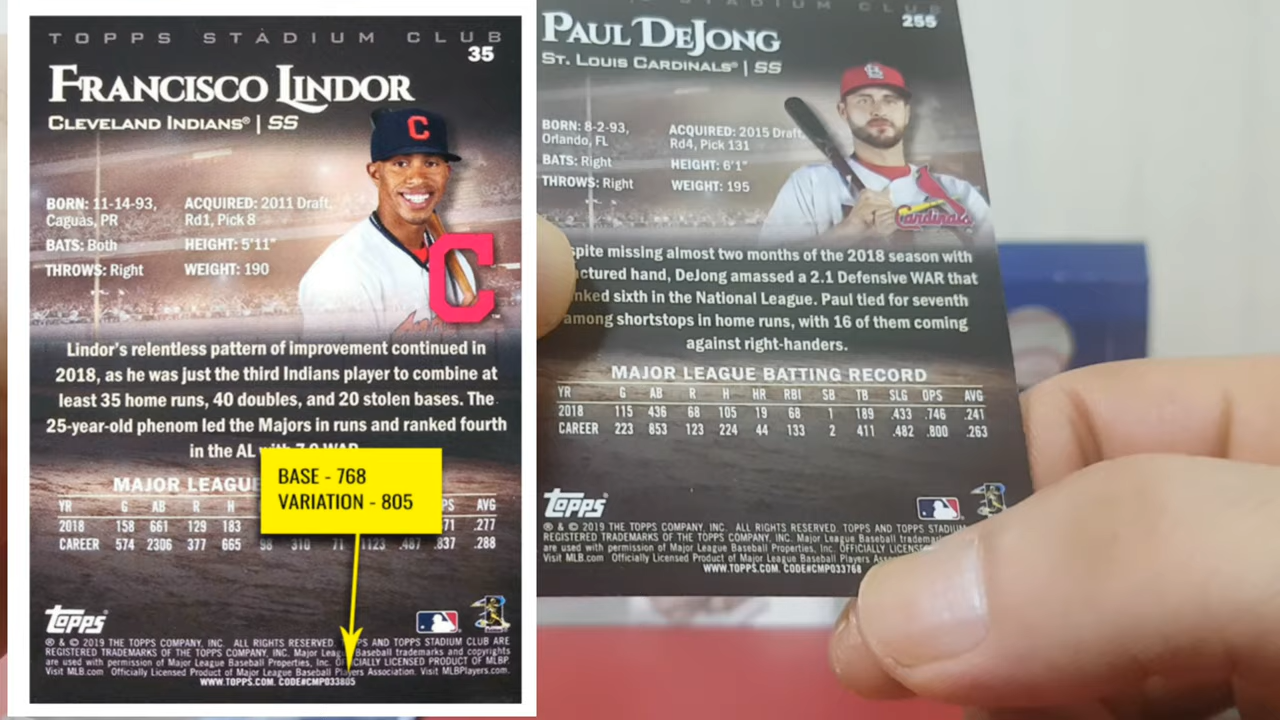 TOPPS STADIUM CLUB
35
FRANCISCO LINDOR
CLEVELAND INDIANS® | SS
BORN: 11-14-93,
Caguas, PR
BATS: Both
THROWS: Right
ACQUIRED: 2011 Draft,
Rd1, Pick 8
HEIGHT: 5'11"
WEIGHT: 190
Lindor's relentless pattern of improvement continued in
2018, as he was just the third Indians player to combine at
least 35 home runs, 40 doubles, and 20 stolen bases. The
25-year-old phenom led the Majors in runs and ranked fourth
in the AL
BASE - 768
VARIATION - 805
MAJOR LEAGUE
YR G AB R H AVG
2018 158 661 129 183 .277
CAREER 574 2306 377 665 98 310 71 1123 .487 .837 .288
Topps
® & © 2019 THE TOPPS COMPANY, INC. ALL RIGHTS RESERVED. AND TOPPS STADIUM CLUB ARE
REGISTERED TRADEMARKS OF THE TOPPS COMPANY, INC. Major League Baseball trademarks and copyrights
are used with permission of Major League Baseball Properties, Inc. OFFICIALLY LICENSED PRODUCT OF MLBP.
Visit MLB.com Officially Licensed Product of Major League Baseball Players Association. Visit MLBPlayers.com.
WWW.TOPPS.COM. CODE#CMP033805
STADIUM CLUB
255
PAUL DEJONG
ST. LOUIS CARDINALS® | SS
BORN: 8-2-93,
Orlando, FL
BATS: Right
THROWS: Right
ACQUIRED: 2015 Draft,
Rd4, Pick 131
HEIGHT: 6'1"
WEIGHT: 195
Cardinals
spite missing almost two months of the 2018 season with
ctured hand, DeJong amassed a 2.1 Defensive WAR that
nked sixth in the National League. Paul tied for seventh
among shortstops in home runs, with 16 of them coming
against right-handers.
MAJOR LEAGUE BATTING RECORD
YR G AB R H HR RBI SB TB SLG OPS AVG
2018 115 436 68 105 19 68 1 189 .433 .746 .241
CAREER 223 853 123 224 44 133 2 411 .482 .800 .263
Topps
® & © 2019 THE TOPPS COMPANY, INC. ALL RIGHTS RESERVED. TOPPS AND TOPPS STADIUM
REGISTERED TRADEMARKS OF THE TOPPS COMPANY, INC. Major League Baseball trademark
are used with permission of Major League Baseball Properties, Inc. OFFICIALLY LICENSE
Visit MLB.com Officially Licensed Product of Major League Baseball Players Ass
WWW.TOPPS.COM. CODE#CMP033768